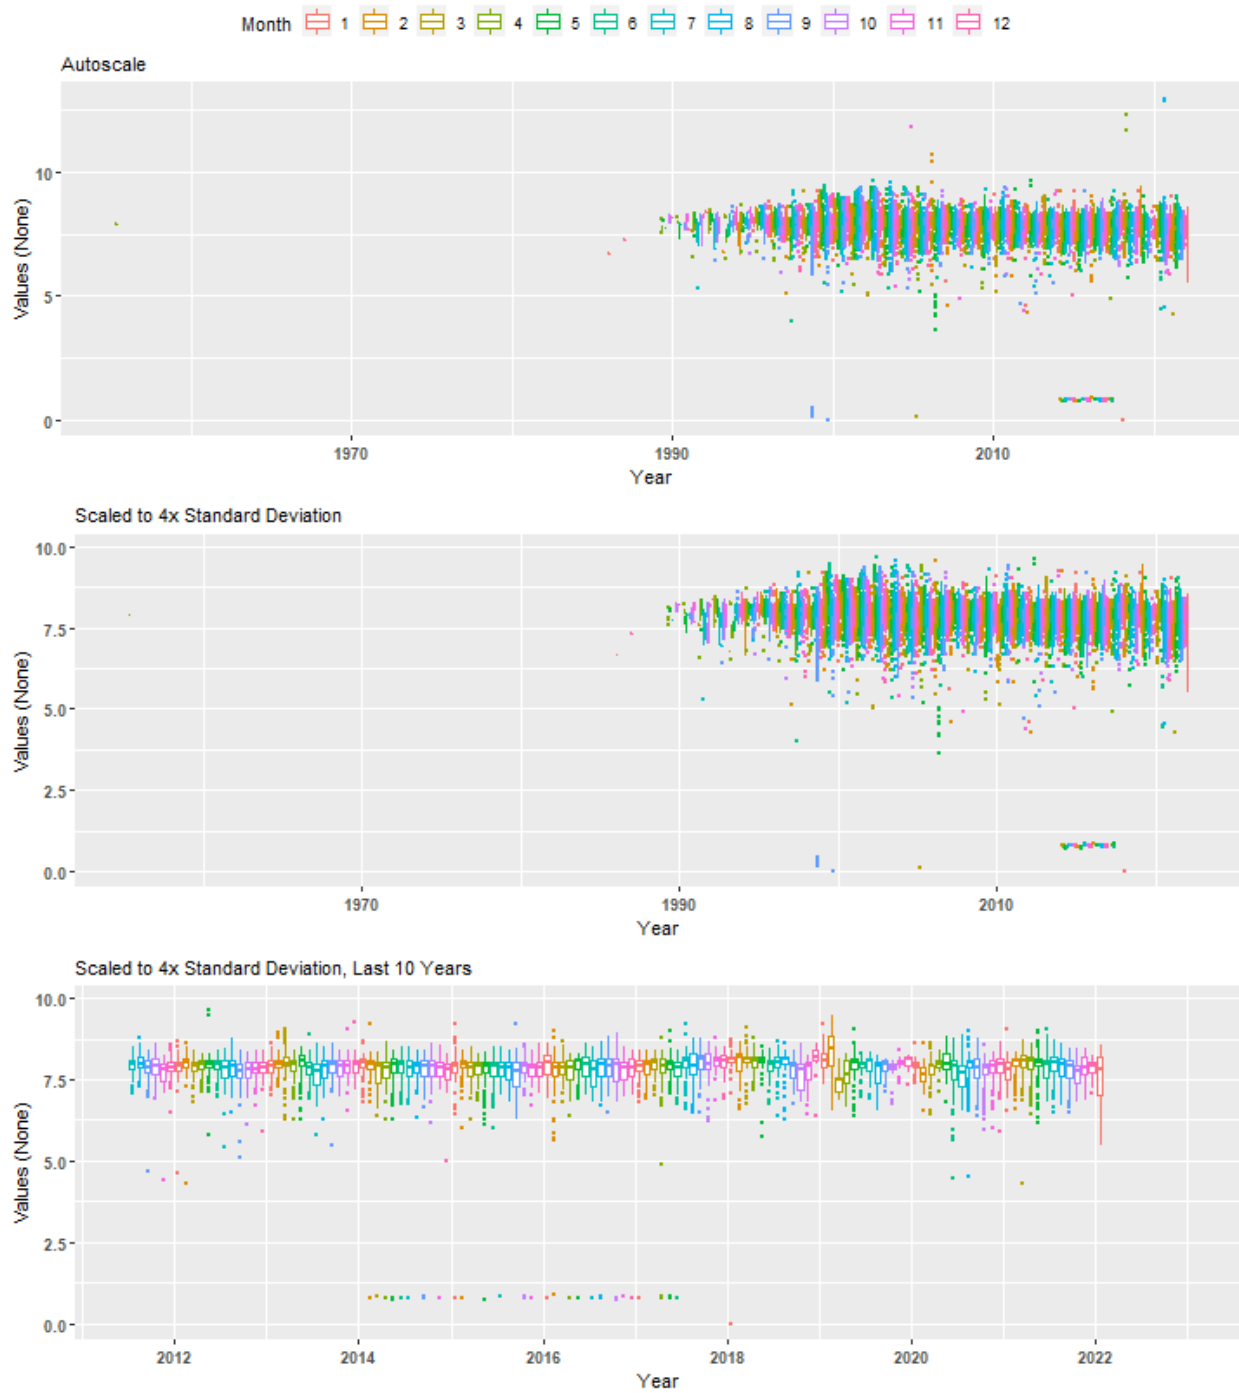 Month 1 2 3 4 5 6 7 8 9 10 11 12
Autoscale
10
5
0
Values (None)
1970 1990 2010
Year
Scaled to 4x Standard Deviation
10.0
7.5
5.0
2.5
0.0
Values (None)
1970 1990 2010
Year
Scaled to 4x Standard Deviation, Last 10 Years
10.0
7.5
5.0
2.5
0.0
Values (None)
2012 2014 2016 2018 2020 2022
Year